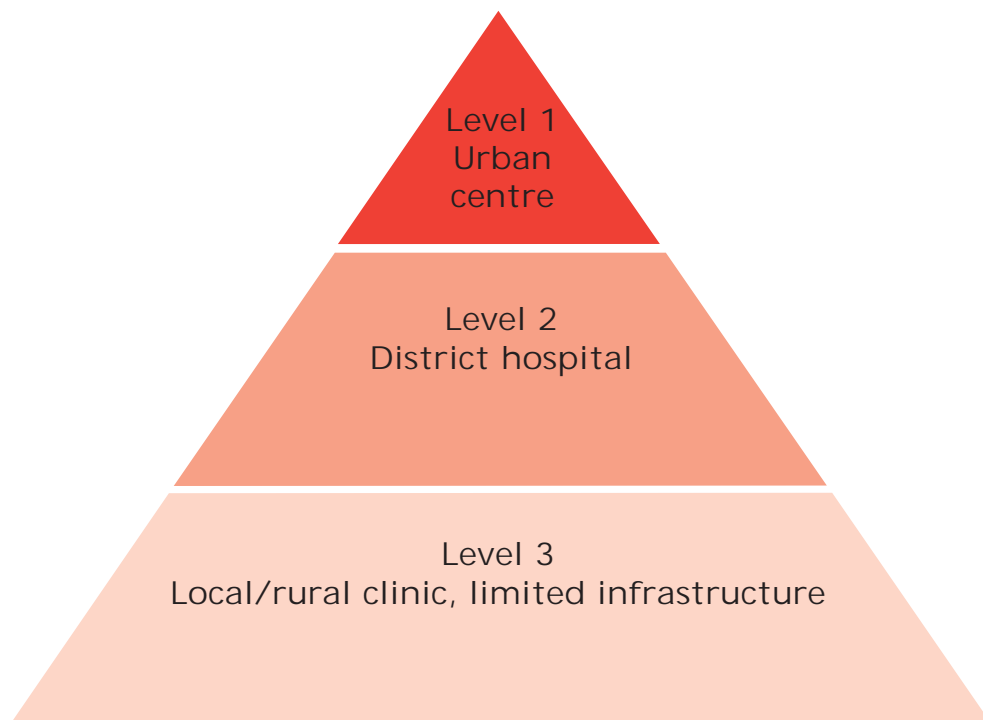 Level 1
Urban
centre
Level 2
District hospital
Level 3
Local/rural clinic, limited infrastructure